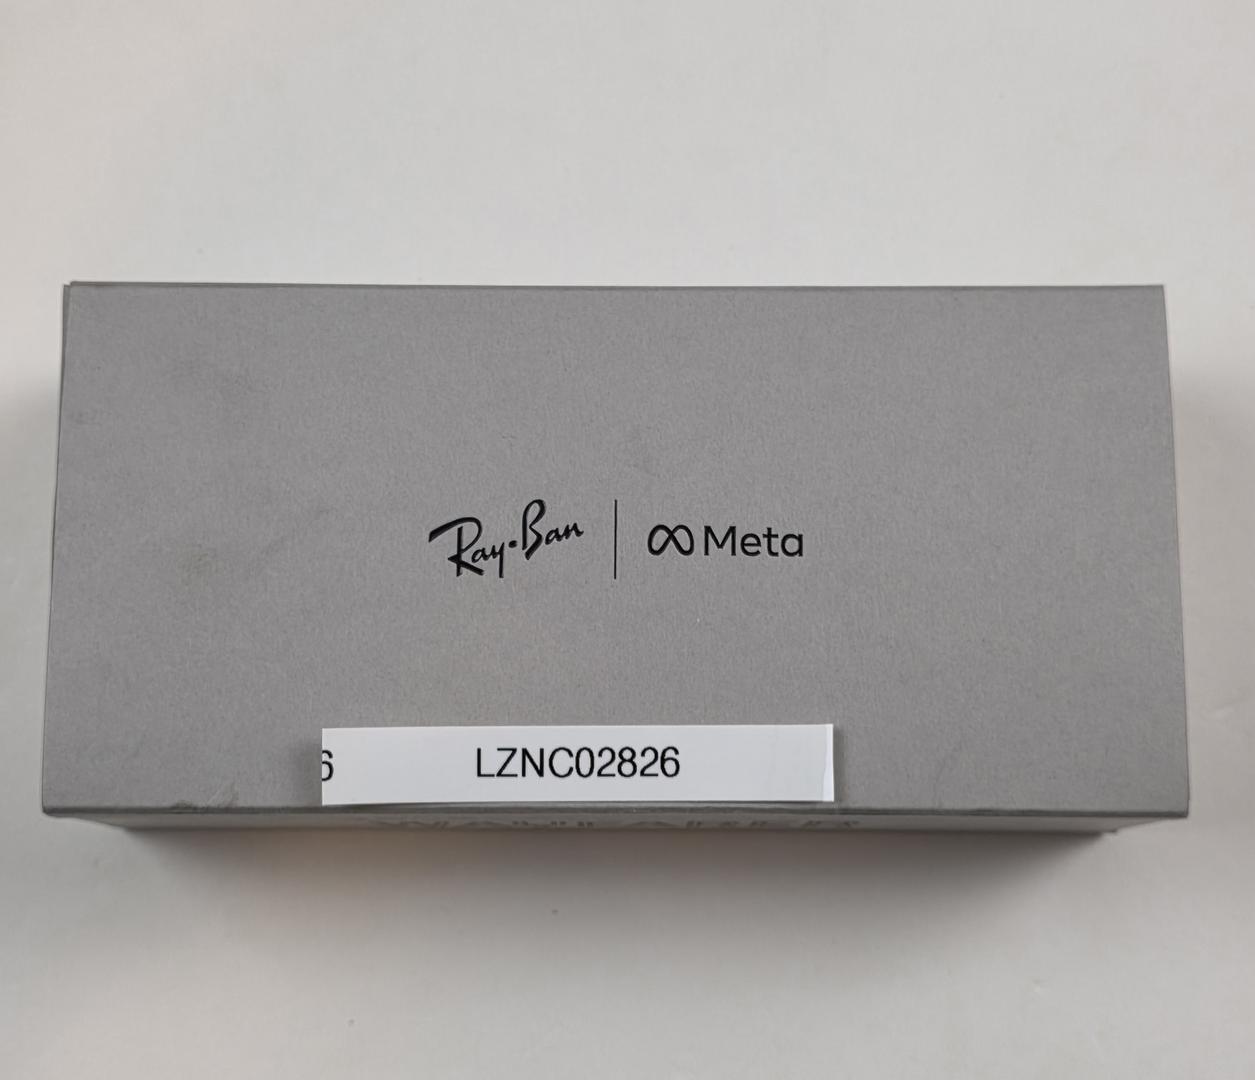 Ray-Ban | Meta
6 LZNC02826